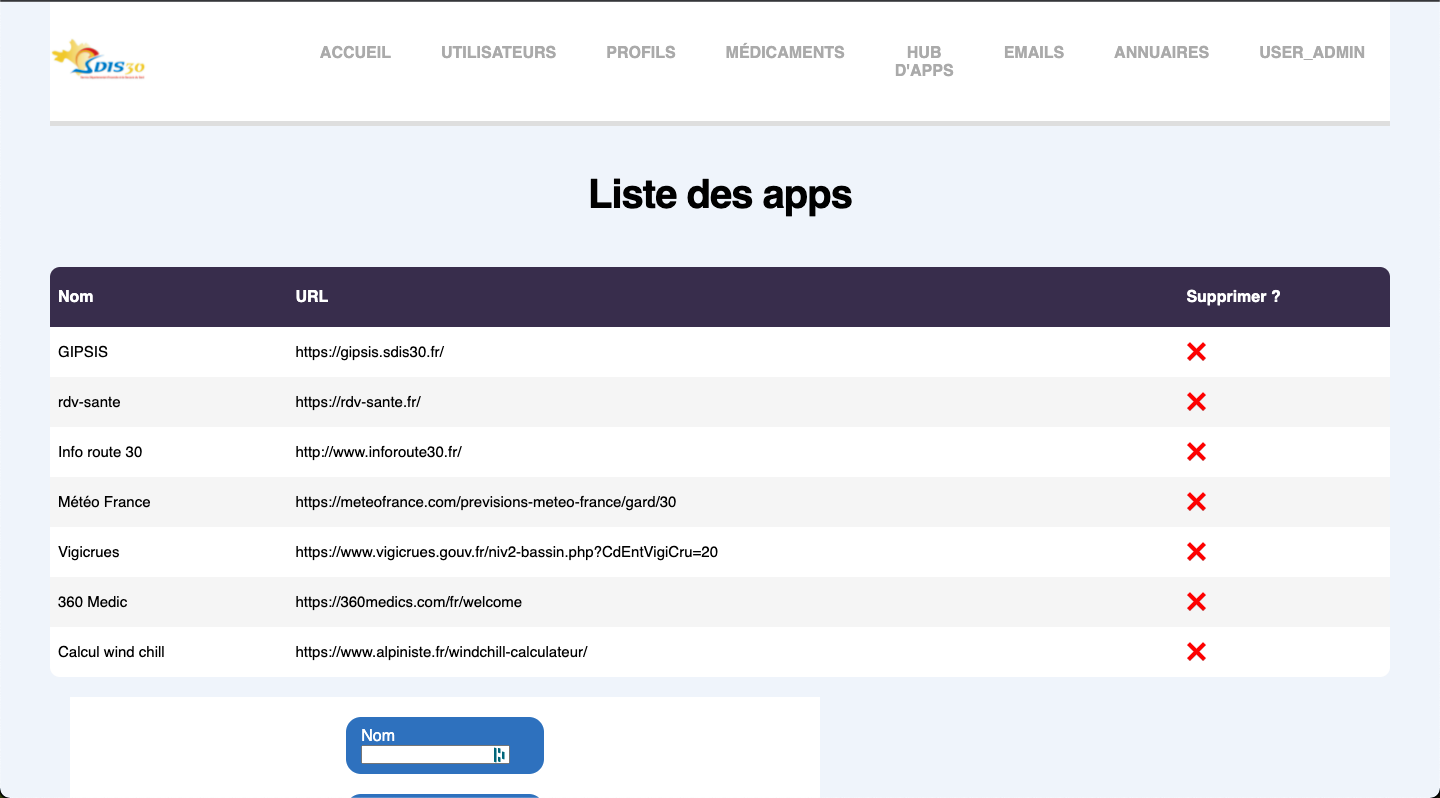 SDIS30
ACCUEIL UTILISATEURS PROFILS MÉDICAMENTS HUB D'APPS EMAILS ANNUAIRES USER_ADMIN
Liste des apps
Nom URL Supprimer ?
GIPSIS https://gipsis.sdis30.fr/
rdv-sante https://rdv-sante.fr/
Info route 30 http://www.inforoute30.fr/
Météo France https://meteofrance.com/previsions-meteo-france/gard/30
Vigicrues https://www.vigicrues.gouv.fr/niv2-bassin.php?CdEntVigiCru=20
360 Medic https://360medics.com/fr/welcome
Calcul wind chill https://www.alpiniste.fr/windchill-calculateur/
Nom